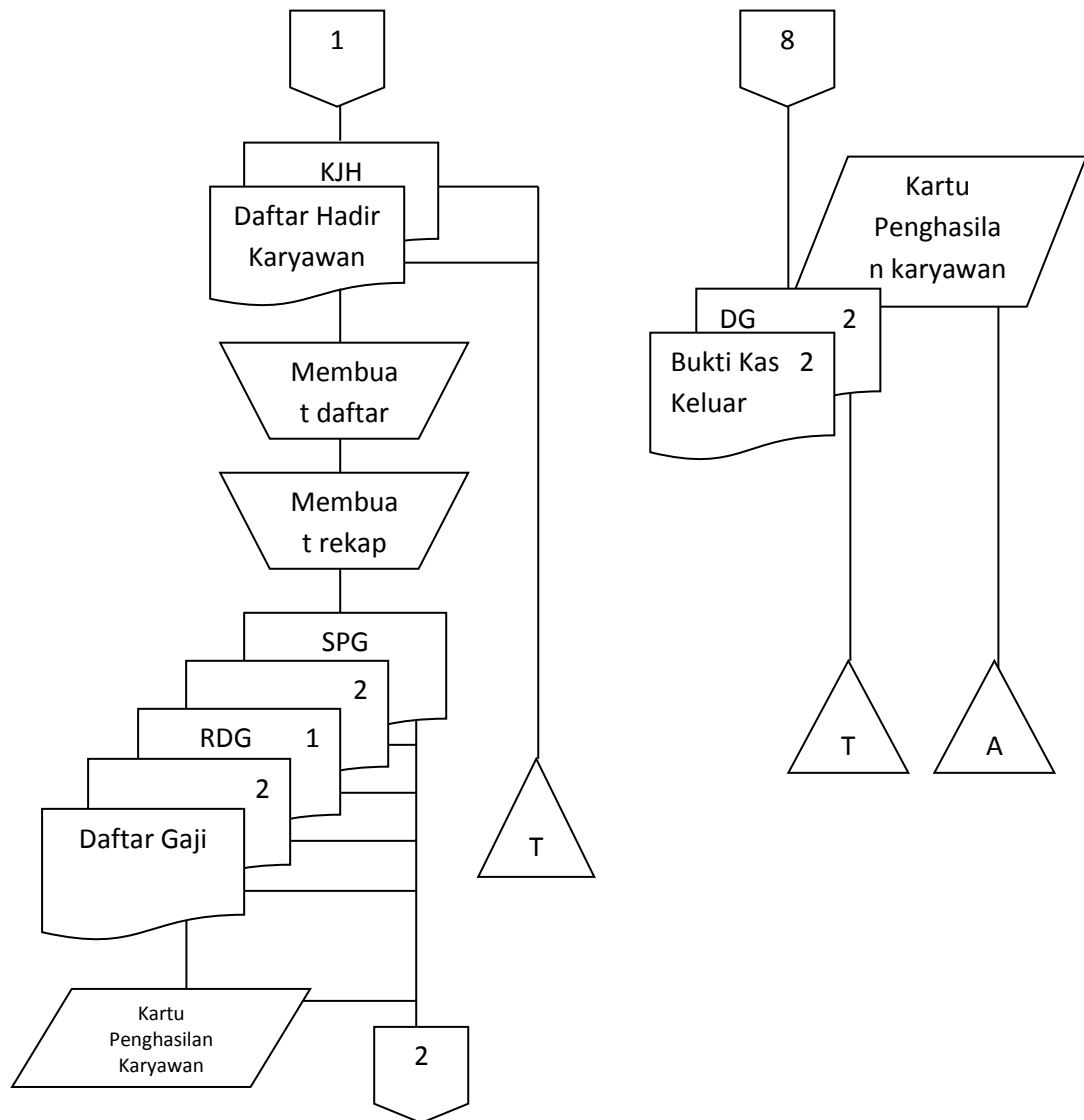 1
KJH
Daftar Hadir
Karyawan
Membua
t daftar
Membua
t rekap
SPG
2
RDG 1
2
Daftar Gaji
T
Kartu
Penghasilan
Karyawan
2
8
Kartu
Penghasila
n karyawan
DG 2
Bukti Kas 2
Keluar
T
A